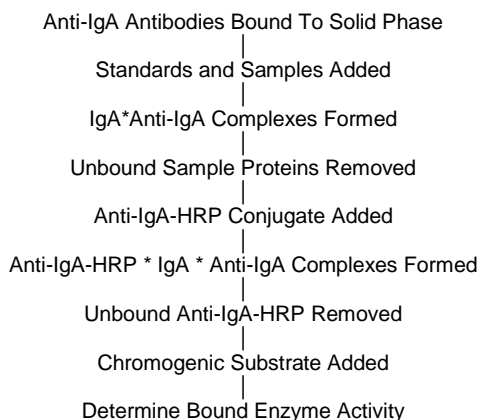 Anti-IgA Antibodies Bound To Solid Phase
Standards and Samples Added
IgA*Anti-IgA Complexes Formed
Unbound Sample Proteins Removed
Anti-IgA-HRP Conjugate Added
Anti-IgA-HRP * IgA * Anti-IgA Complexes Formed
Unbound Anti-IgA-HRP Removed
Chromogenic Substrate Added
Determine Bound Enzyme Activity